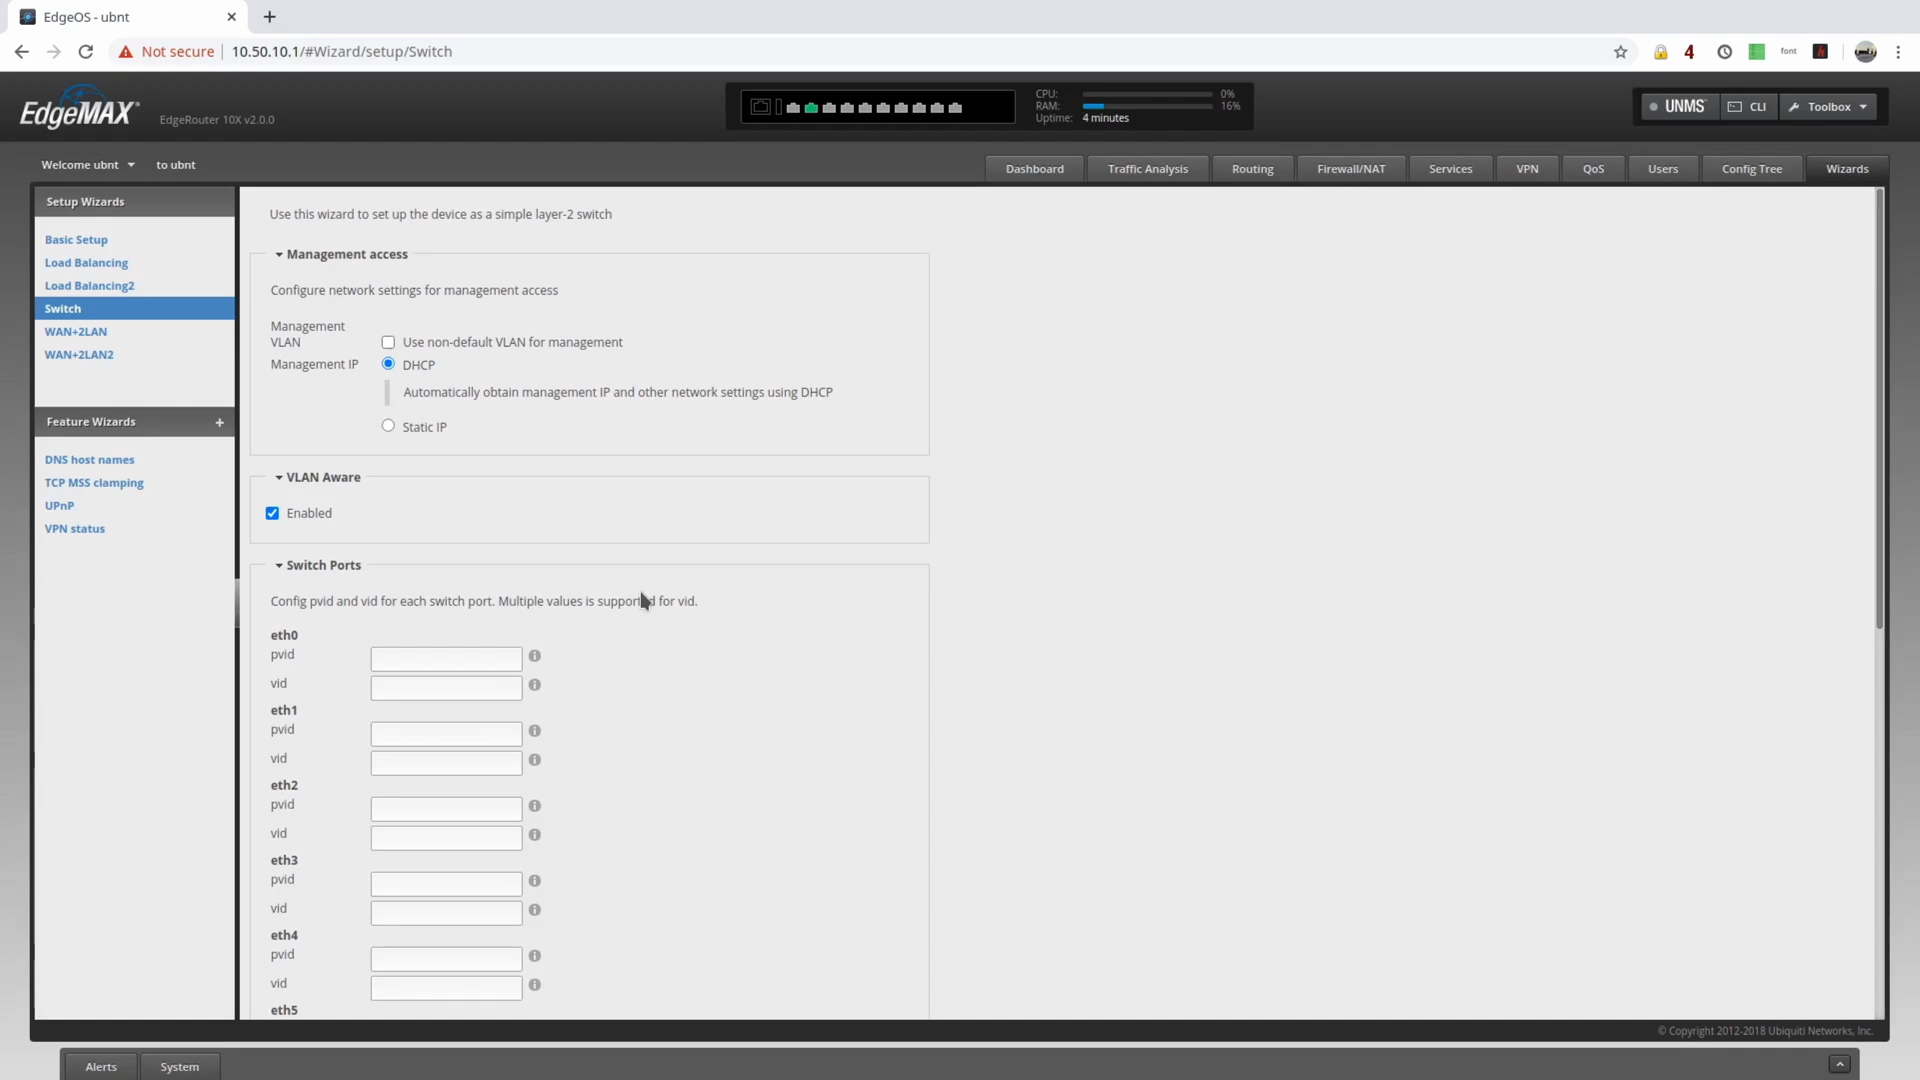 EdgeOS - ubnt
Not secure
10.50.10.1/#Wizard/setup/Switch
4
font
EdgeMAX
EdgeRouter 10X v2.0.0
CPU: 0%
RAM: 16%
Uptime: 4 minutes
UNMS
CLI
Toolbox
Welcome ubnt
to ubnt
Dashboard
Traffic Analysis
Routing
Firewall/NAT
Services
VPN
QoS
Users
Config Tree
Wizards
Setup Wizards
Basic Setup
Load Balancing
Load Balancing2
Switch
WAN+2LAN
WAN+2LAN2
Feature Wizards +
DNS host names
TCP MSS clamping
UPnP
VPN status
Use this wizard to set up the device as a simple layer-2 switch
Management access
Configure network settings for management access
Management
VLAN
Use non-default VLAN for management
Management IP
DHCP
Automatically obtain management IP and other network settings using DHCP
Static IP
VLAN Aware
Enabled
Switch Ports
Config pvid and vid for each switch port. Multiple values is supported for vid.
eth0
pvid
vid
eth1
pvid
vid
eth2
pvid
vid
eth3
pvid
vid
eth4
pvid
vid
eth5
© Copyright 2012-2018 Ubiquiti Networks, Inc.
Alerts
System